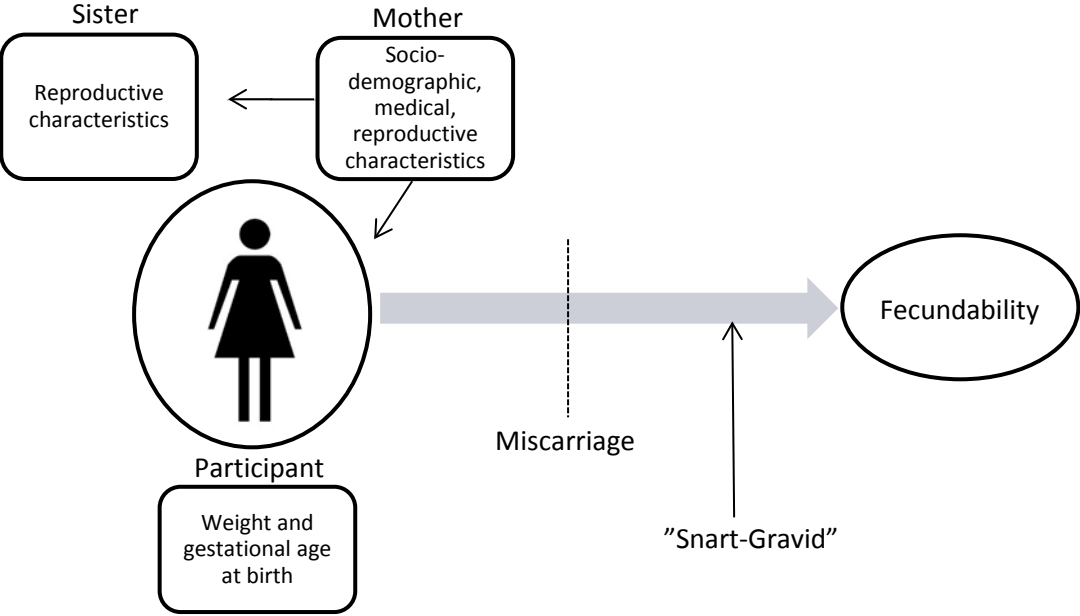 Sister
Mother
Reproductive
characteristics
Socio-
demographic,
medical,
reproductive
characteristics
Fecundability
Miscarriage
Participant
Weight and
gestational age
at birth
”Snart-Gravid”